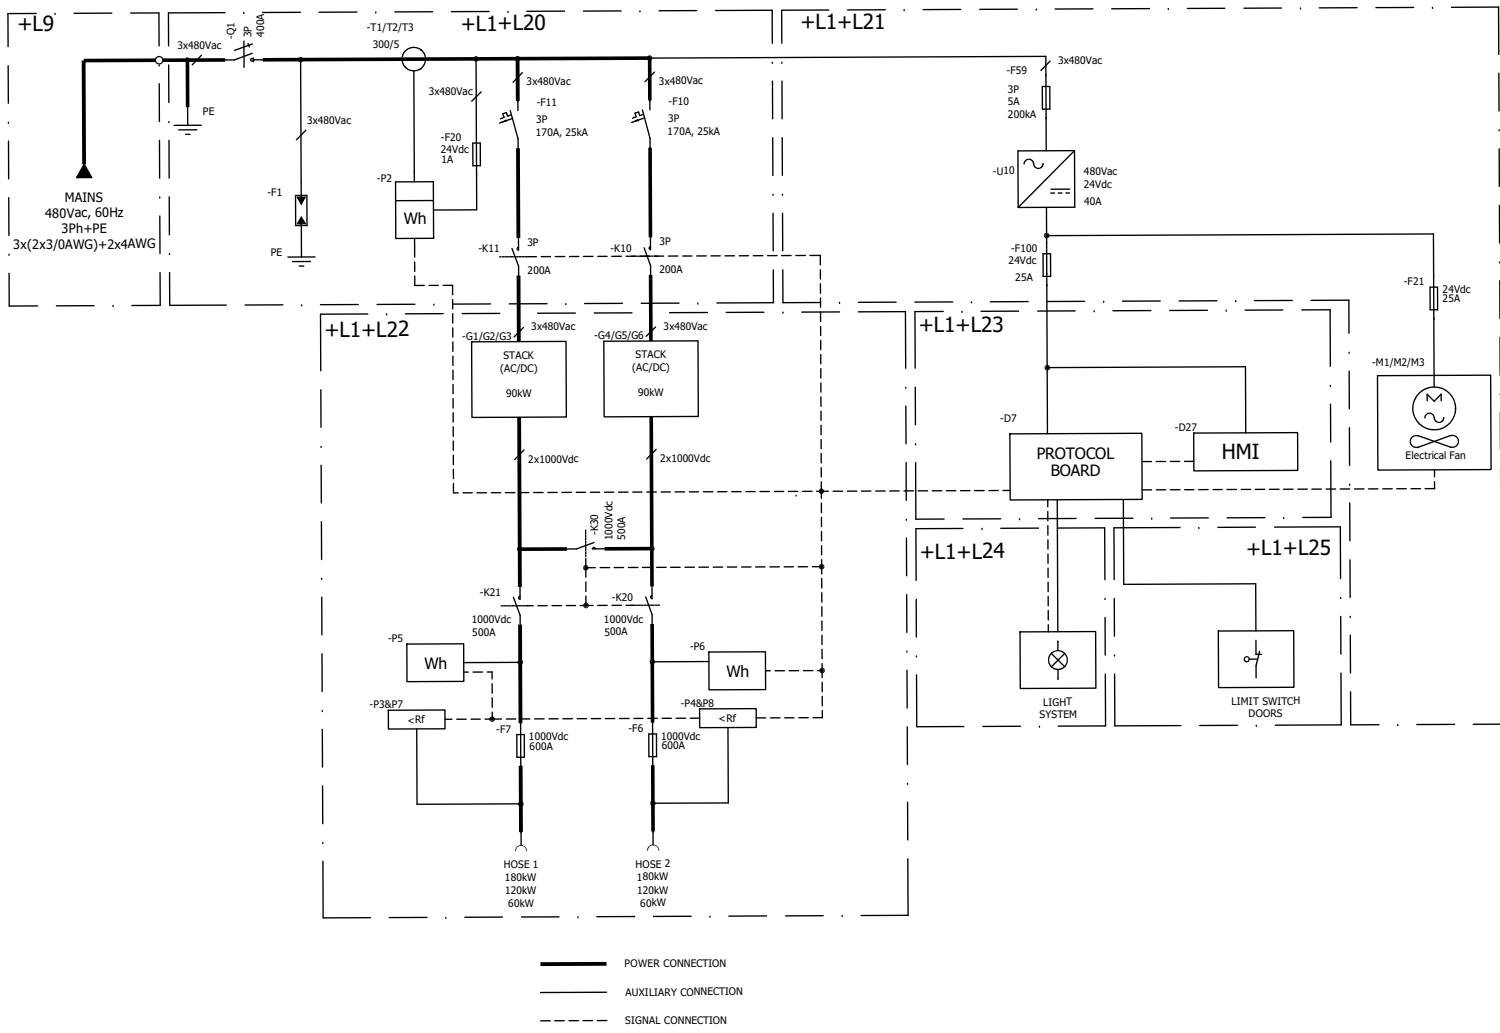 +L9
+L1+L20
+L1+L21
-Q1
3P
400A
3x480Vac
-T1/T2/T3
300/5
PE
3x480Vac
3x480Vac
-F20
24Vdc
1A
3x480Vac
-F11
3P
170A, 25kA
3x480Vac
-F10
3P
170A, 25kA
3x480Vac
-F59
3P
5A
200kA
-U10
480Vac
24Vdc
40A
MAINS
480Vac, 60Hz
3Ph+PE
3x(2x3/0AWG)+2x4AWG
-F1
PE
-P2
Wh
-K11
3P
200A
-K10
3P
200A
-F100
24Vdc
25A
-F21
24Vdc
25A
+L1+L22
+L1+L23
-G1/G2/G3
3x480Vac
STACK
(AC/DC)
90kW
-G4/G5/G6
3x480Vac
STACK
(AC/DC)
90kW
-M1/M2/M3
Electrical Fan
-D7
PROTOCOL
BOARD
-D27
HMI
2x1000Vdc
2x1000Vdc
-K30
1000Vdc
500A
+L1+L24
+L1+L25
-K21
1000Vdc
500A
-K20
1000Vdc
500A
-P5
Wh
-P6
Wh
-P3&P7
<Rf
-P4&P8
<Rf
-F7
1000Vdc
600A
-F6
1000Vdc
600A
LIGHT
SYSTEM
LIMIT SWITCH
DOORS
HOSE 1
180kW
120kW
60kW
HOSE 2
180kW
120kW
60kW
POWER CONNECTION
AUXILIARY CONNECTION
SIGNAL CONNECTION